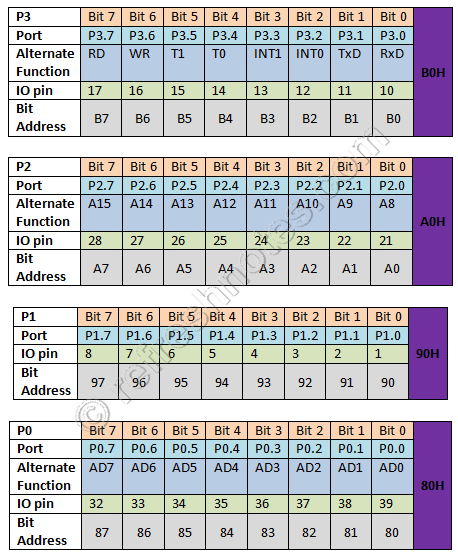 P3 Bit 7 Bit 6 Bit 5 Bit 4 Bit 3 Bit 2 Bit 1 Bit 0
Port P3.7 P3.6 P3.5 P3.4 P3.3 P3.2 P3.1 P3.0
Alternate RD WR T1 T0 INT1 INT0 TxD RxD
Function
B0H
IO pin 17 16 15 14 13 12 11 10
Bit
Address B7 B6 B5 B4 B3 B2 B1 B0
P2 Bit 7 Bit 6 Bit 5 Bit 4 Bit 3 Bit 2 Bit 1 Bit 0
Port P2.7 P2.6 P2.5 P2.4 P2.3 P2.2 P2.1 P2.0
Alternate A15 A14 A13 A12 A11 A10 A9 A8
Function
A0H
IO pin 28 27 26 25 24 23 22 21
Bit
Address A7 A6 A5 A4 A3 A2 A1 A0
P1 Bit 7 Bit 6 Bit 5 Bit 4 Bit 3 Bit 2 Bit 1 Bit 0
Port P1.7 P1.6 P1.5 P1.4 P1.3 P1.2 P1.1 P1.0
IO pin 8 7 6 5 4 3 2 1
90H
Bit
Address 97 96 95 94 93 92 91 90
P0 Bit 7 Bit 6 Bit 5 Bit 4 Bit 3 Bit 2 Bit 1 Bit 0
Port P0.7 P0.6 P0.5 P0.4 P0.3 P0.2 P0.1 P0.0
Alternate AD7 AD6 AD5 AD4 AD3 AD2 AD1 AD0
Function
80H
IO pin 32 33 34 35 36 37 38 39
Bit
Address 87 86 85 84 83 82 81 80
© refreshnotes.com